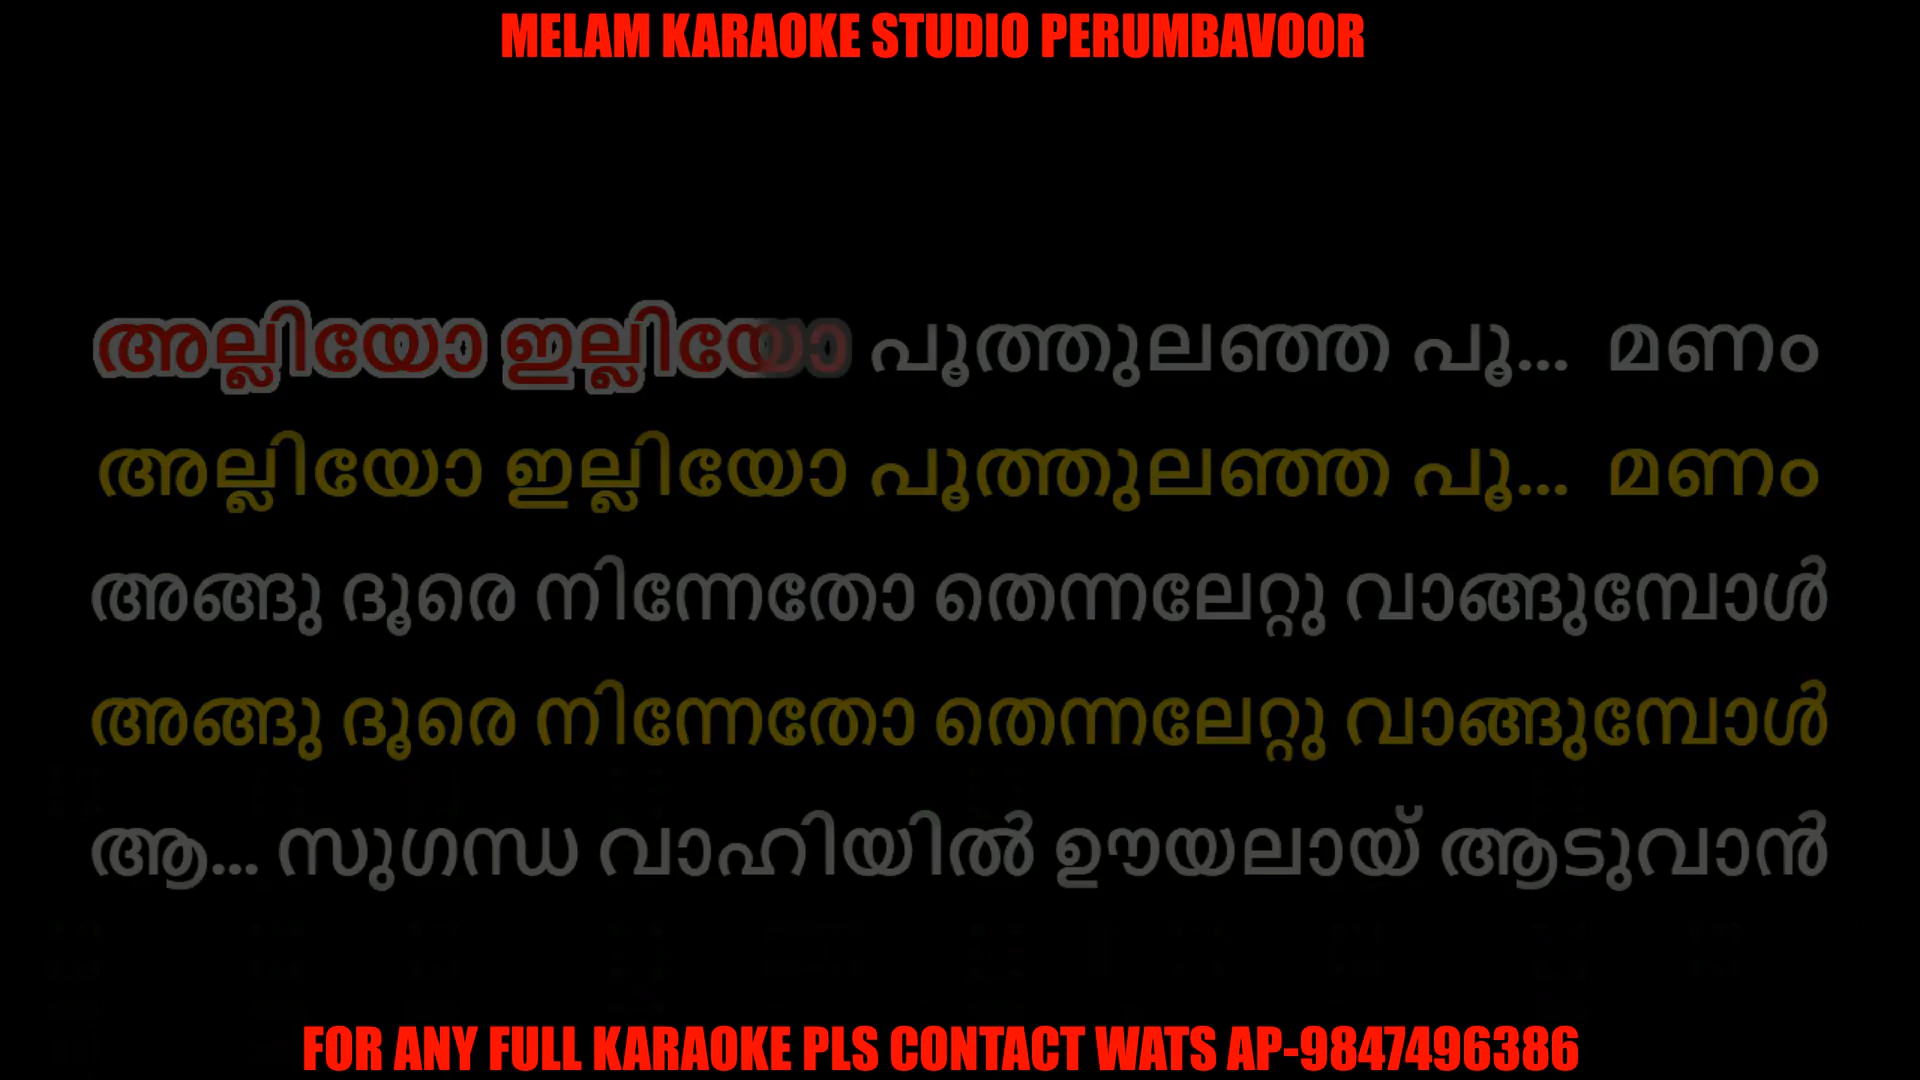 MELAM KARAOKE STUDIO PERUMBAVOOR
അല്ലിയോ ഇല്ലിയോ പൂത്തുലഞ്ഞ പൂ... മണം
അല്ലിയോ ഇല്ലിയോ പൂത്തുലഞ്ഞ പൂ... മണം
അങ്ങു ദൂരെ നിന്നേതോ തെന്നലേറ്റു വാങ്ങുമ്പോൾ
അങ്ങു ദൂരെ നിന്നേതോ തെന്നലേറ്റു വാങ്ങുമ്പോൾ
ആ... സുഗന്ധ വാഹിയിൽ ഊയലായ് ആടുവാൻ
FOR ANY FULL KARAOKE PLS CONTACT WATS AP-9847496386